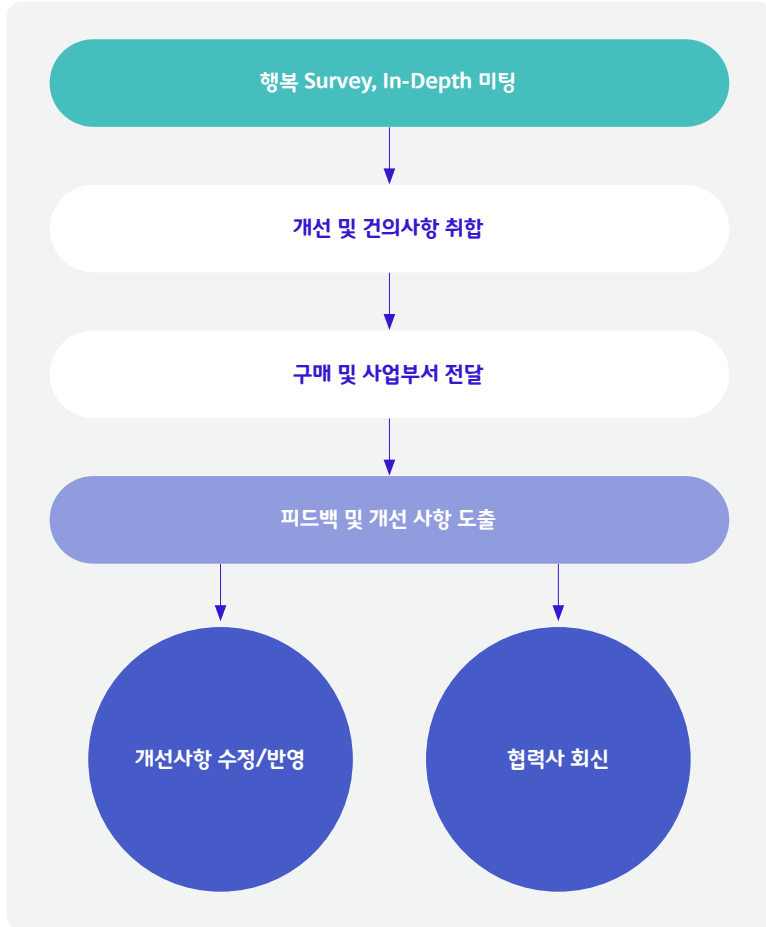 행복 Survey, In-Depth 미팅
개선 및 건의사항 취합
구매 및 사업부서 전달
피드백 및 개선 사항 도출
개선사항 수정/반영
협력사 회신